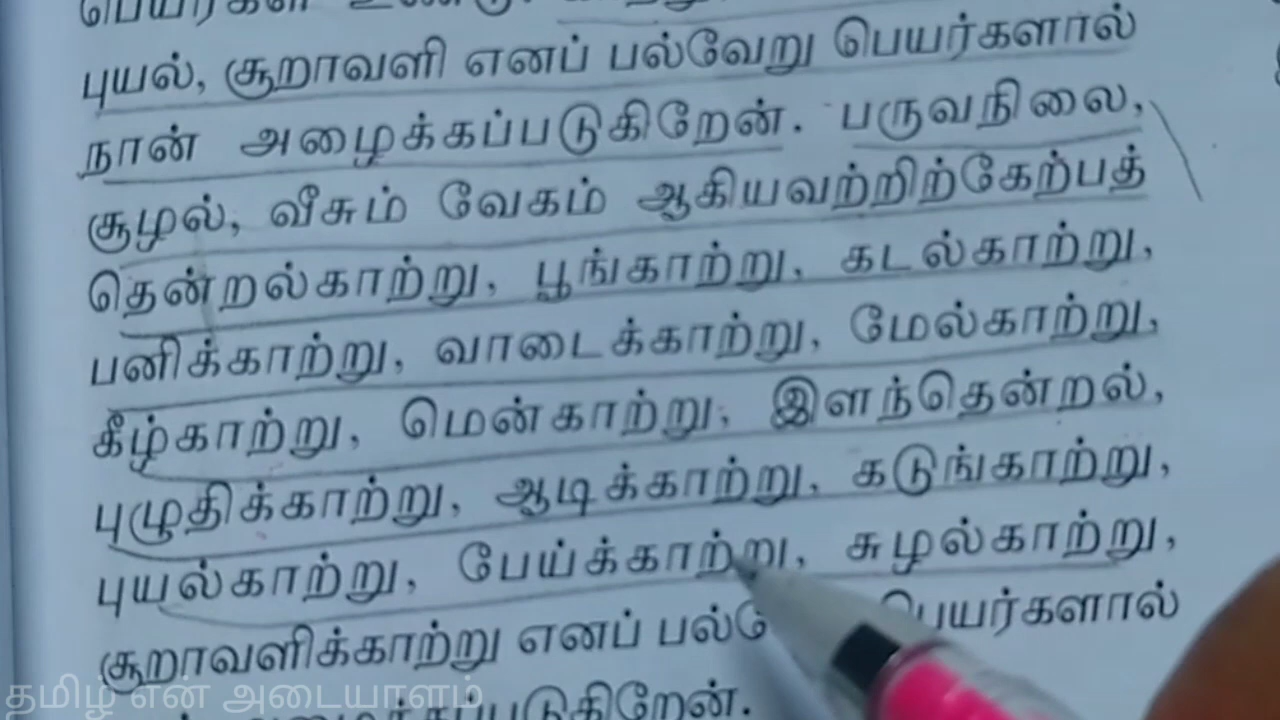 புயல், சூறாவளி எனப் பல்வேறு பெயர்களால்
நான் அழைக்கப்படுகிறேன். பருவநிலை,
சூழல், வீசும் வேகம் ஆகியவற்றிற்கேற்பத்
தென்றல்காற்று, பூங்காற்று, கடல்காற்று,
பனிக்காற்று, வாடைக்காற்று, மேல்காற்று,
கீழ்காற்று, மென்காற்று, இளந்தென்றல்,
புழுதிக்காற்று, ஆடிக்காற்று, கடுங்காற்று,
புயல்காற்று, பேய்க்காற்று, சுழல்காற்று,
சூறாவளிக்காற்று எனப் பெயர்களால்
தமிழ் என் அடையாளம்